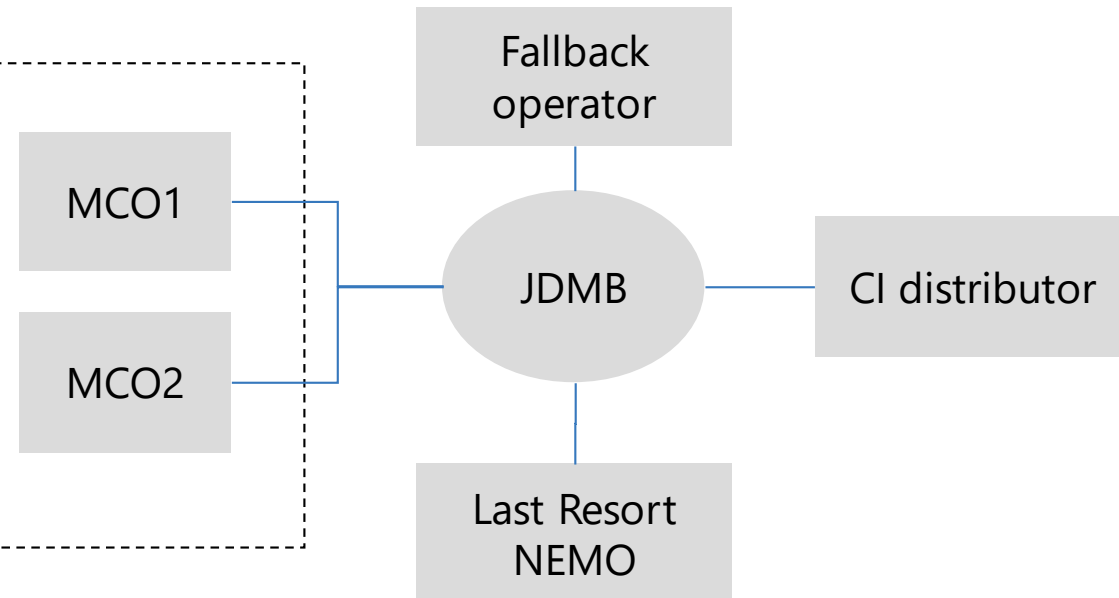 Fallback
operator
MCO1
JDMB
CI distributor
MCO2
Last Resort
NEMO